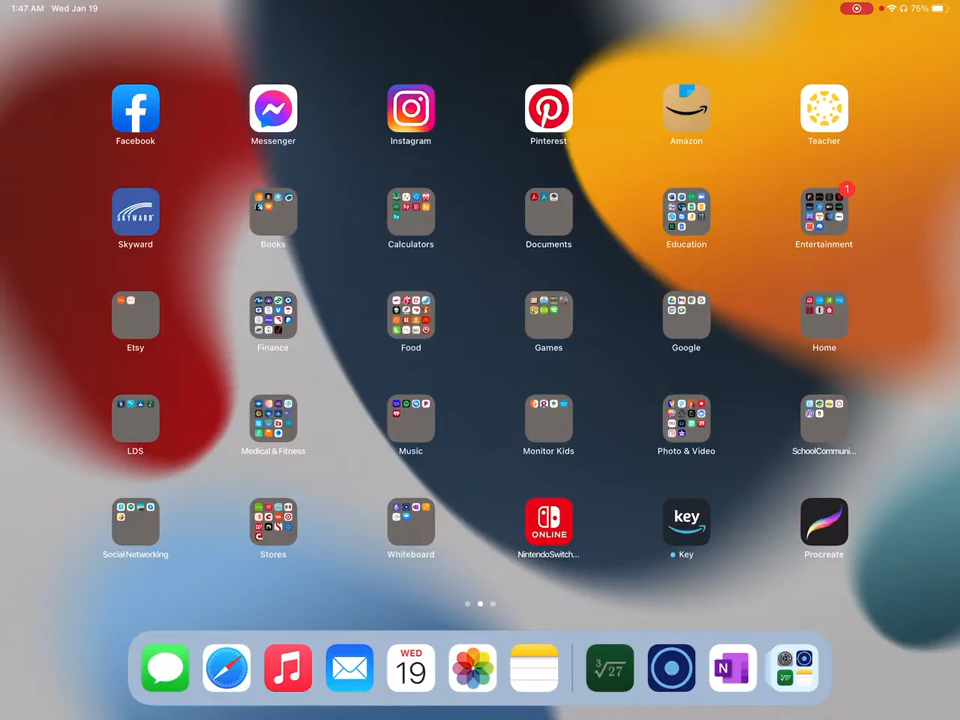 1:47 AM Wed Jan 19
75%
Facebook
Messenger
Instagram
Pinterest
Amazon
Teacher
SKYWARD
1
Skyward
Books
Calculators
Documents
Education
Entertainment
Etsy
Finance
Food
Games
Google
Home
LDS
Medical & Fitness
Music
Monitor Kids
Photo & Video
SchoolCommuni...
ONLINE
key
Social Networking
Stores
Whiteboard
NintendoSwitch...
Key
Procreate
WED
19
3√27
N